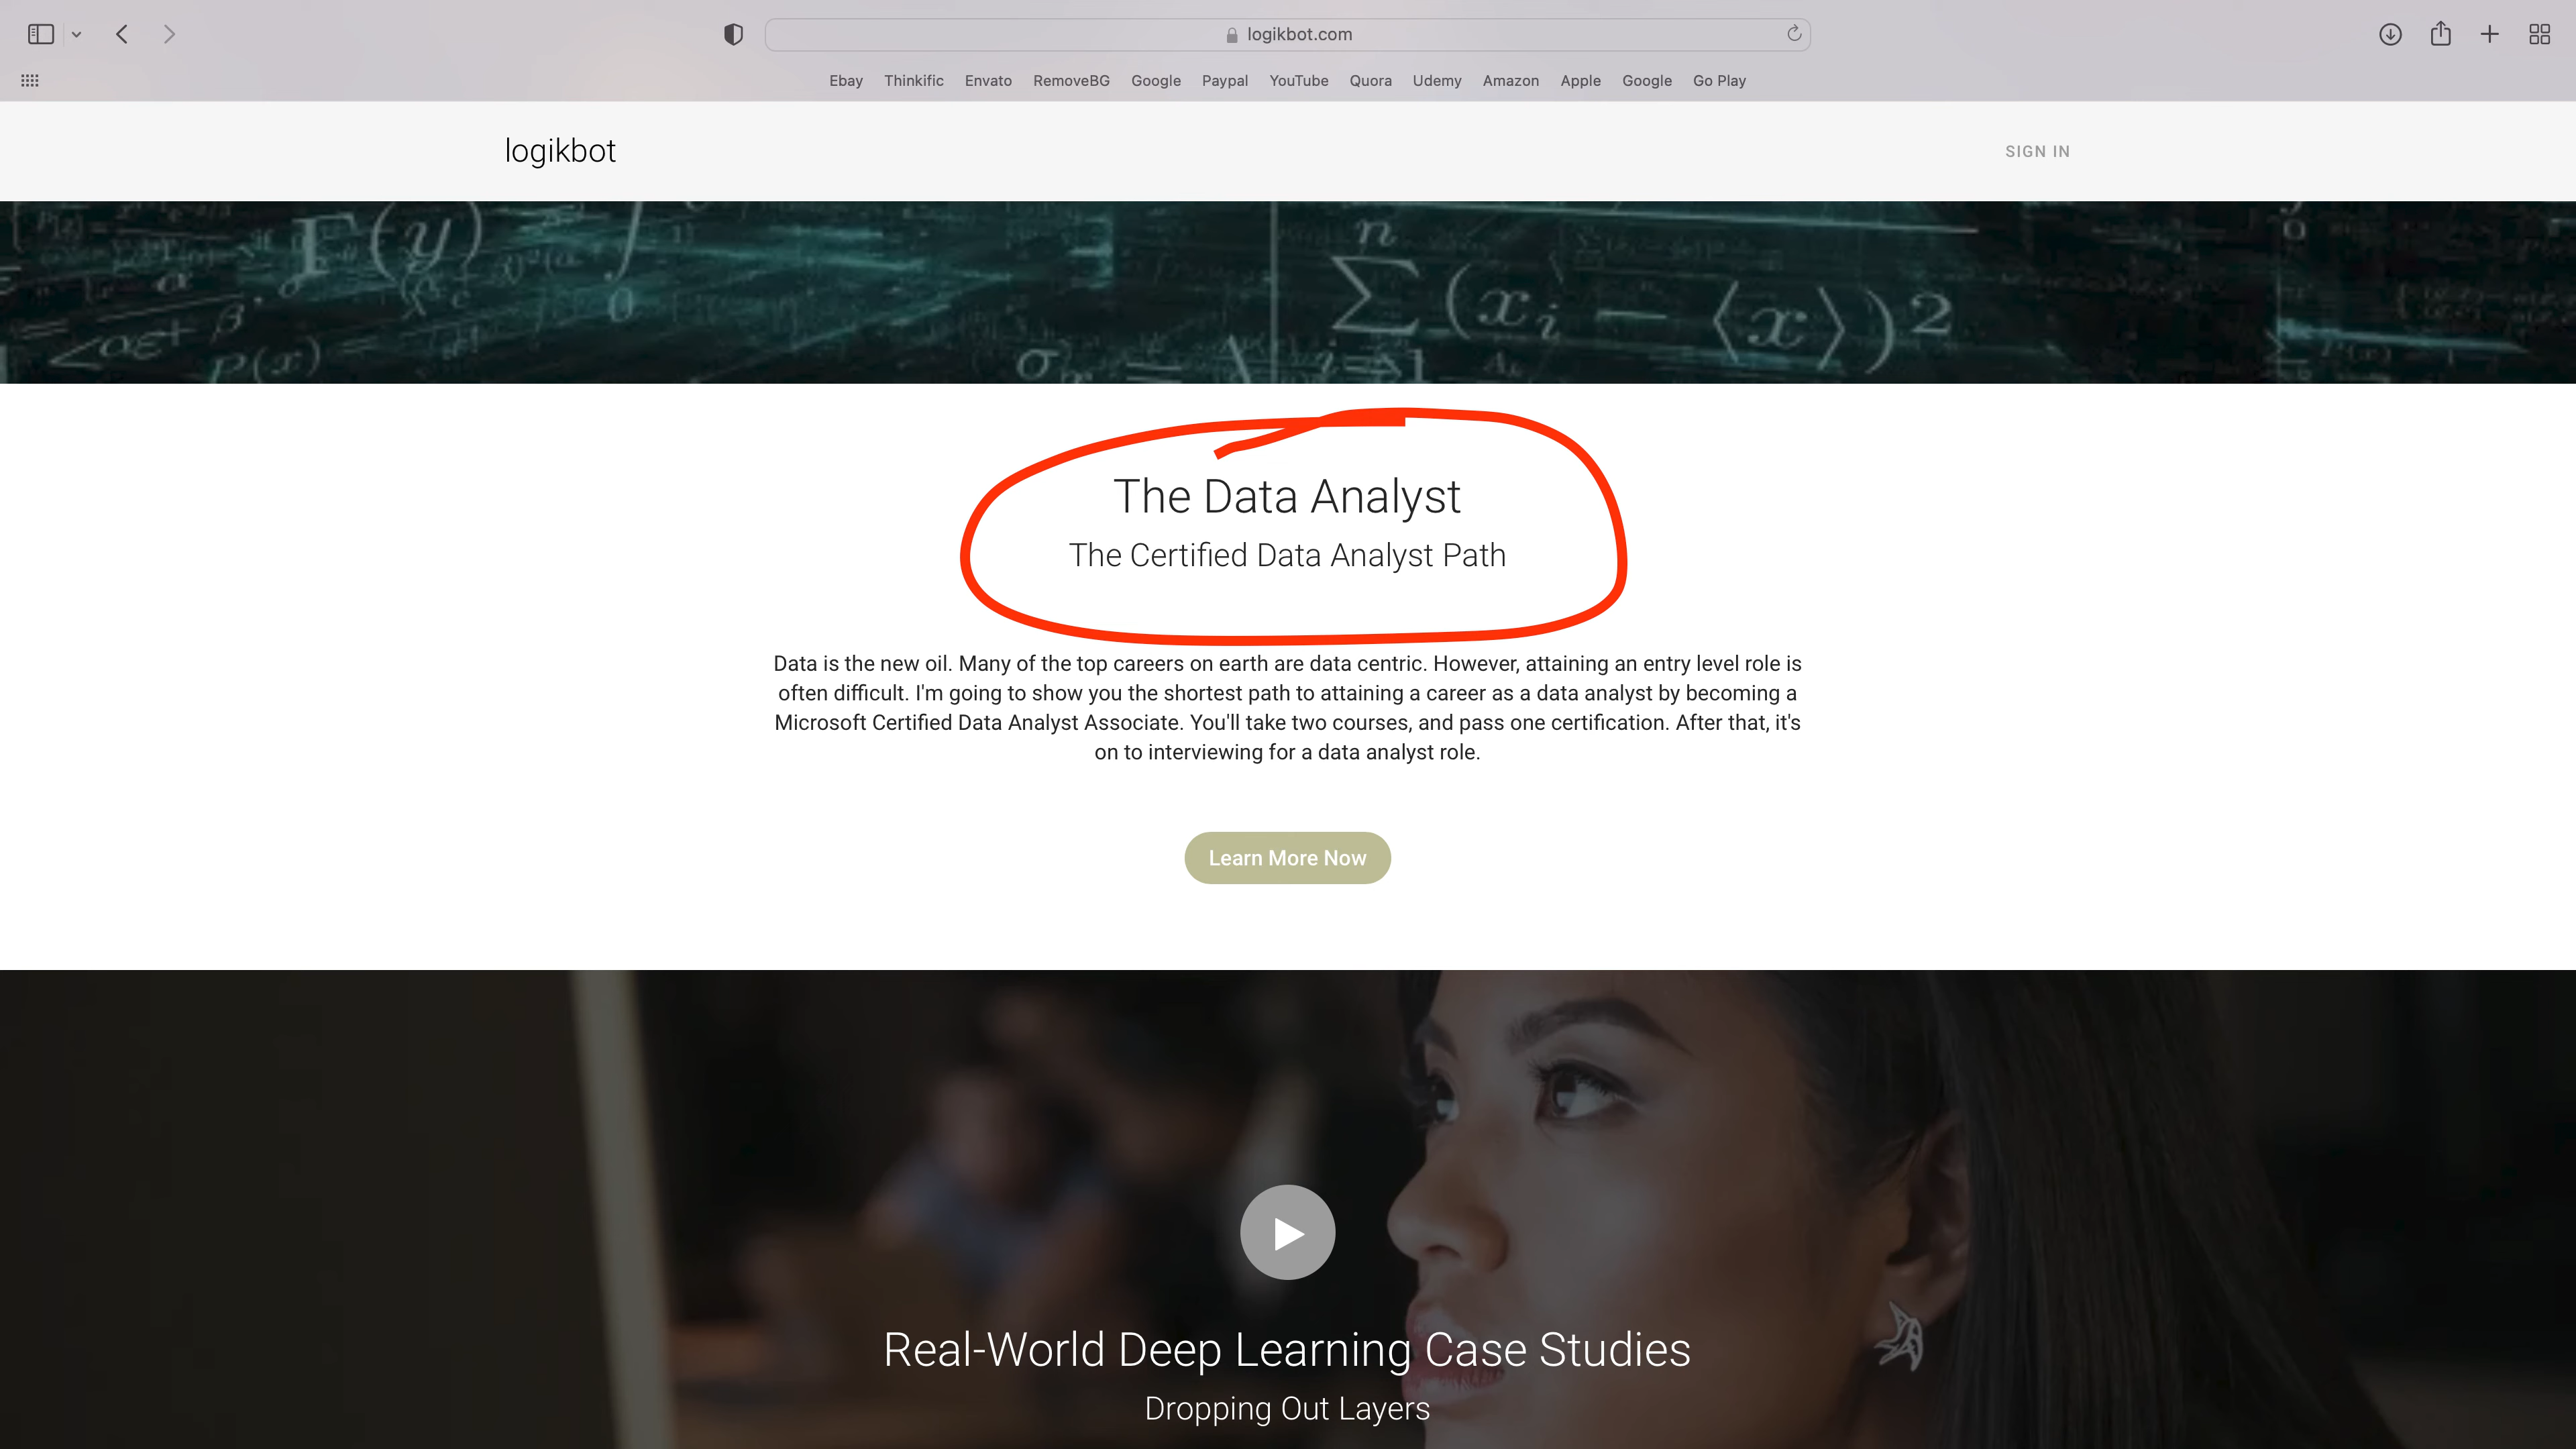 logikbot.com
Ebay Thinkific Envato RemoveBG Google Paypal YouTube Quora Udemy Amazon Apple Google Go Play
logikbot
SIGN IN
The Data Analyst
The Certified Data Analyst Path
Data is the new oil. Many of the top careers on earth are data centric. However, attaining an entry level role is
often difficult. I'm going to show you the shortest path to attaining a career as a data analyst by becoming a
Microsoft Certified Data Analyst Associate. You'll take two courses, and pass one certification. After that, it's
on to interviewing for a data analyst role.
Learn More Now
Real-World Deep Learning Case Studies
Dropping Out Layers